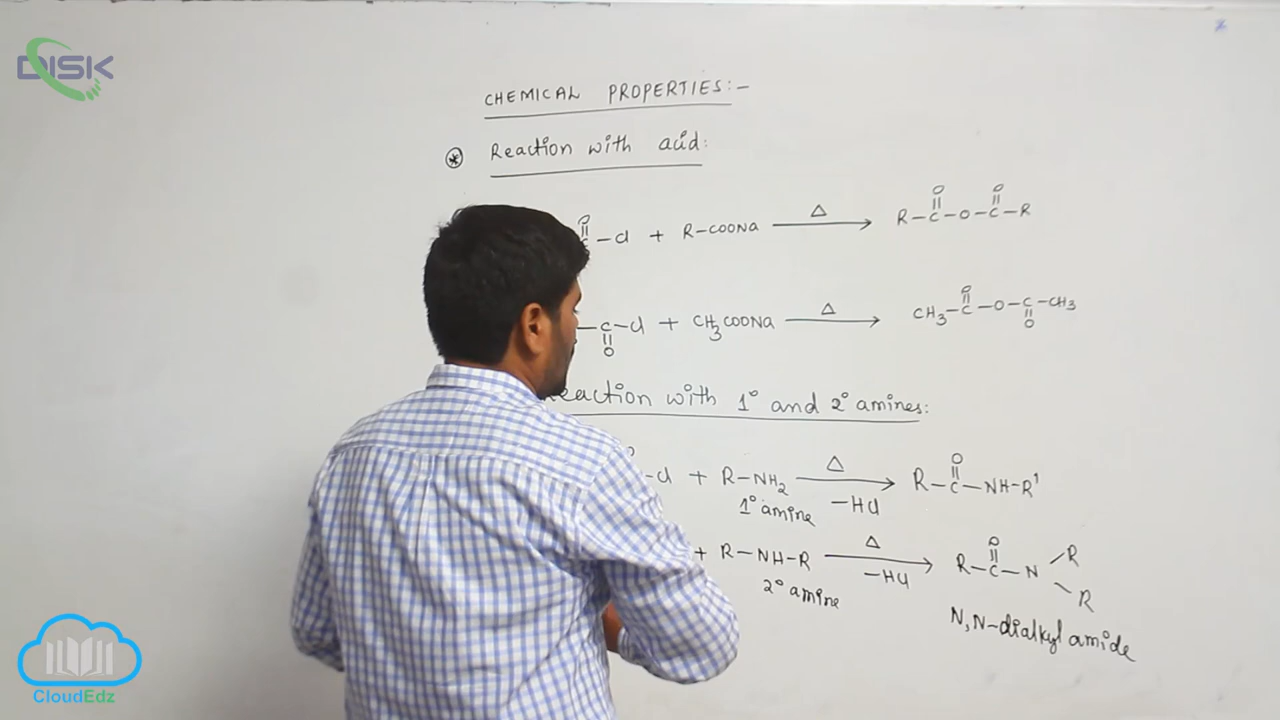 DISK
CHEMICAL PROPERTIES:-
* Reaction with acid:
O
||
C-Cl + R-COONa Δ→ R-C(=O)-O-C(=O)-R
-C(=O)-Cl + CH3COONa Δ→ CH3-C(=O)-O-C(=O)-CH3
eaction with 1° and 2° amines:
-Cl + R-NH2 Δ→ R-C(=O)-NH-R'
1° amine -HCl
+ R-NH-R Δ→ R-C(=O)-N R R
2° amine -HCl
N,N-dialkyl amide
CloudEdz